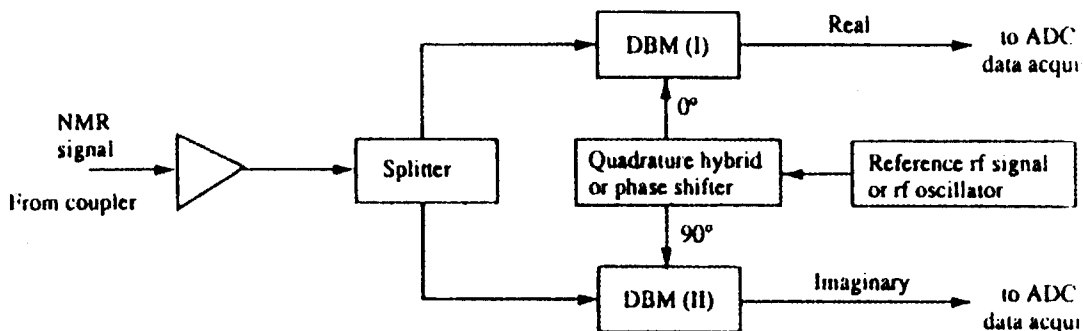 DBM (I)
Real
to ADC
data acqui
0°
NMR
signal
From coupler
Splitter
Quadrature hybrid
or phase shifter
Reference rf signal
or rf oscillator
90°
DBM (II)
Imaginary
to ADC
data acqui